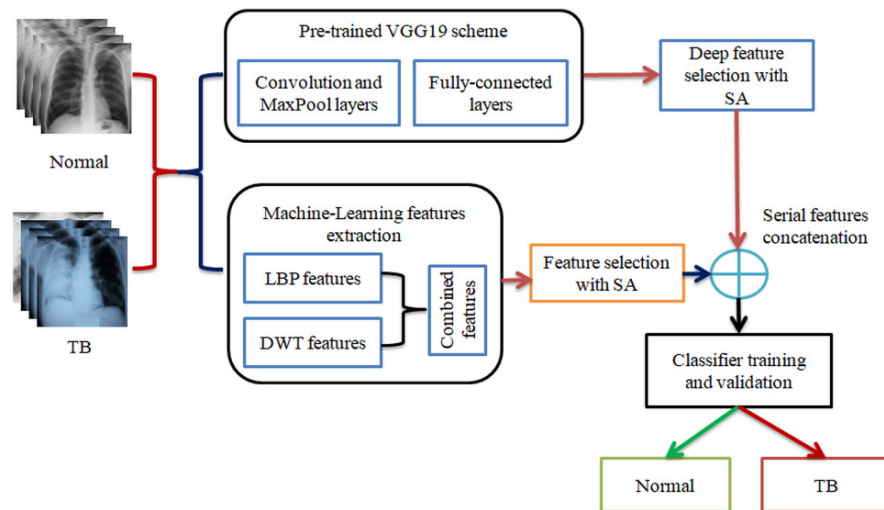 Normal
TB
Pre-trained VGG19 scheme
Convolution and
MaxPool layers
Fully-connected
layers
Deep feature
selection with
SA
Machine-Learning features
extraction
LBP features
DWT features
Combined
features
Feature selection
with SA
Serial features
concatenation
Classifier training
and validation
Normal
TB